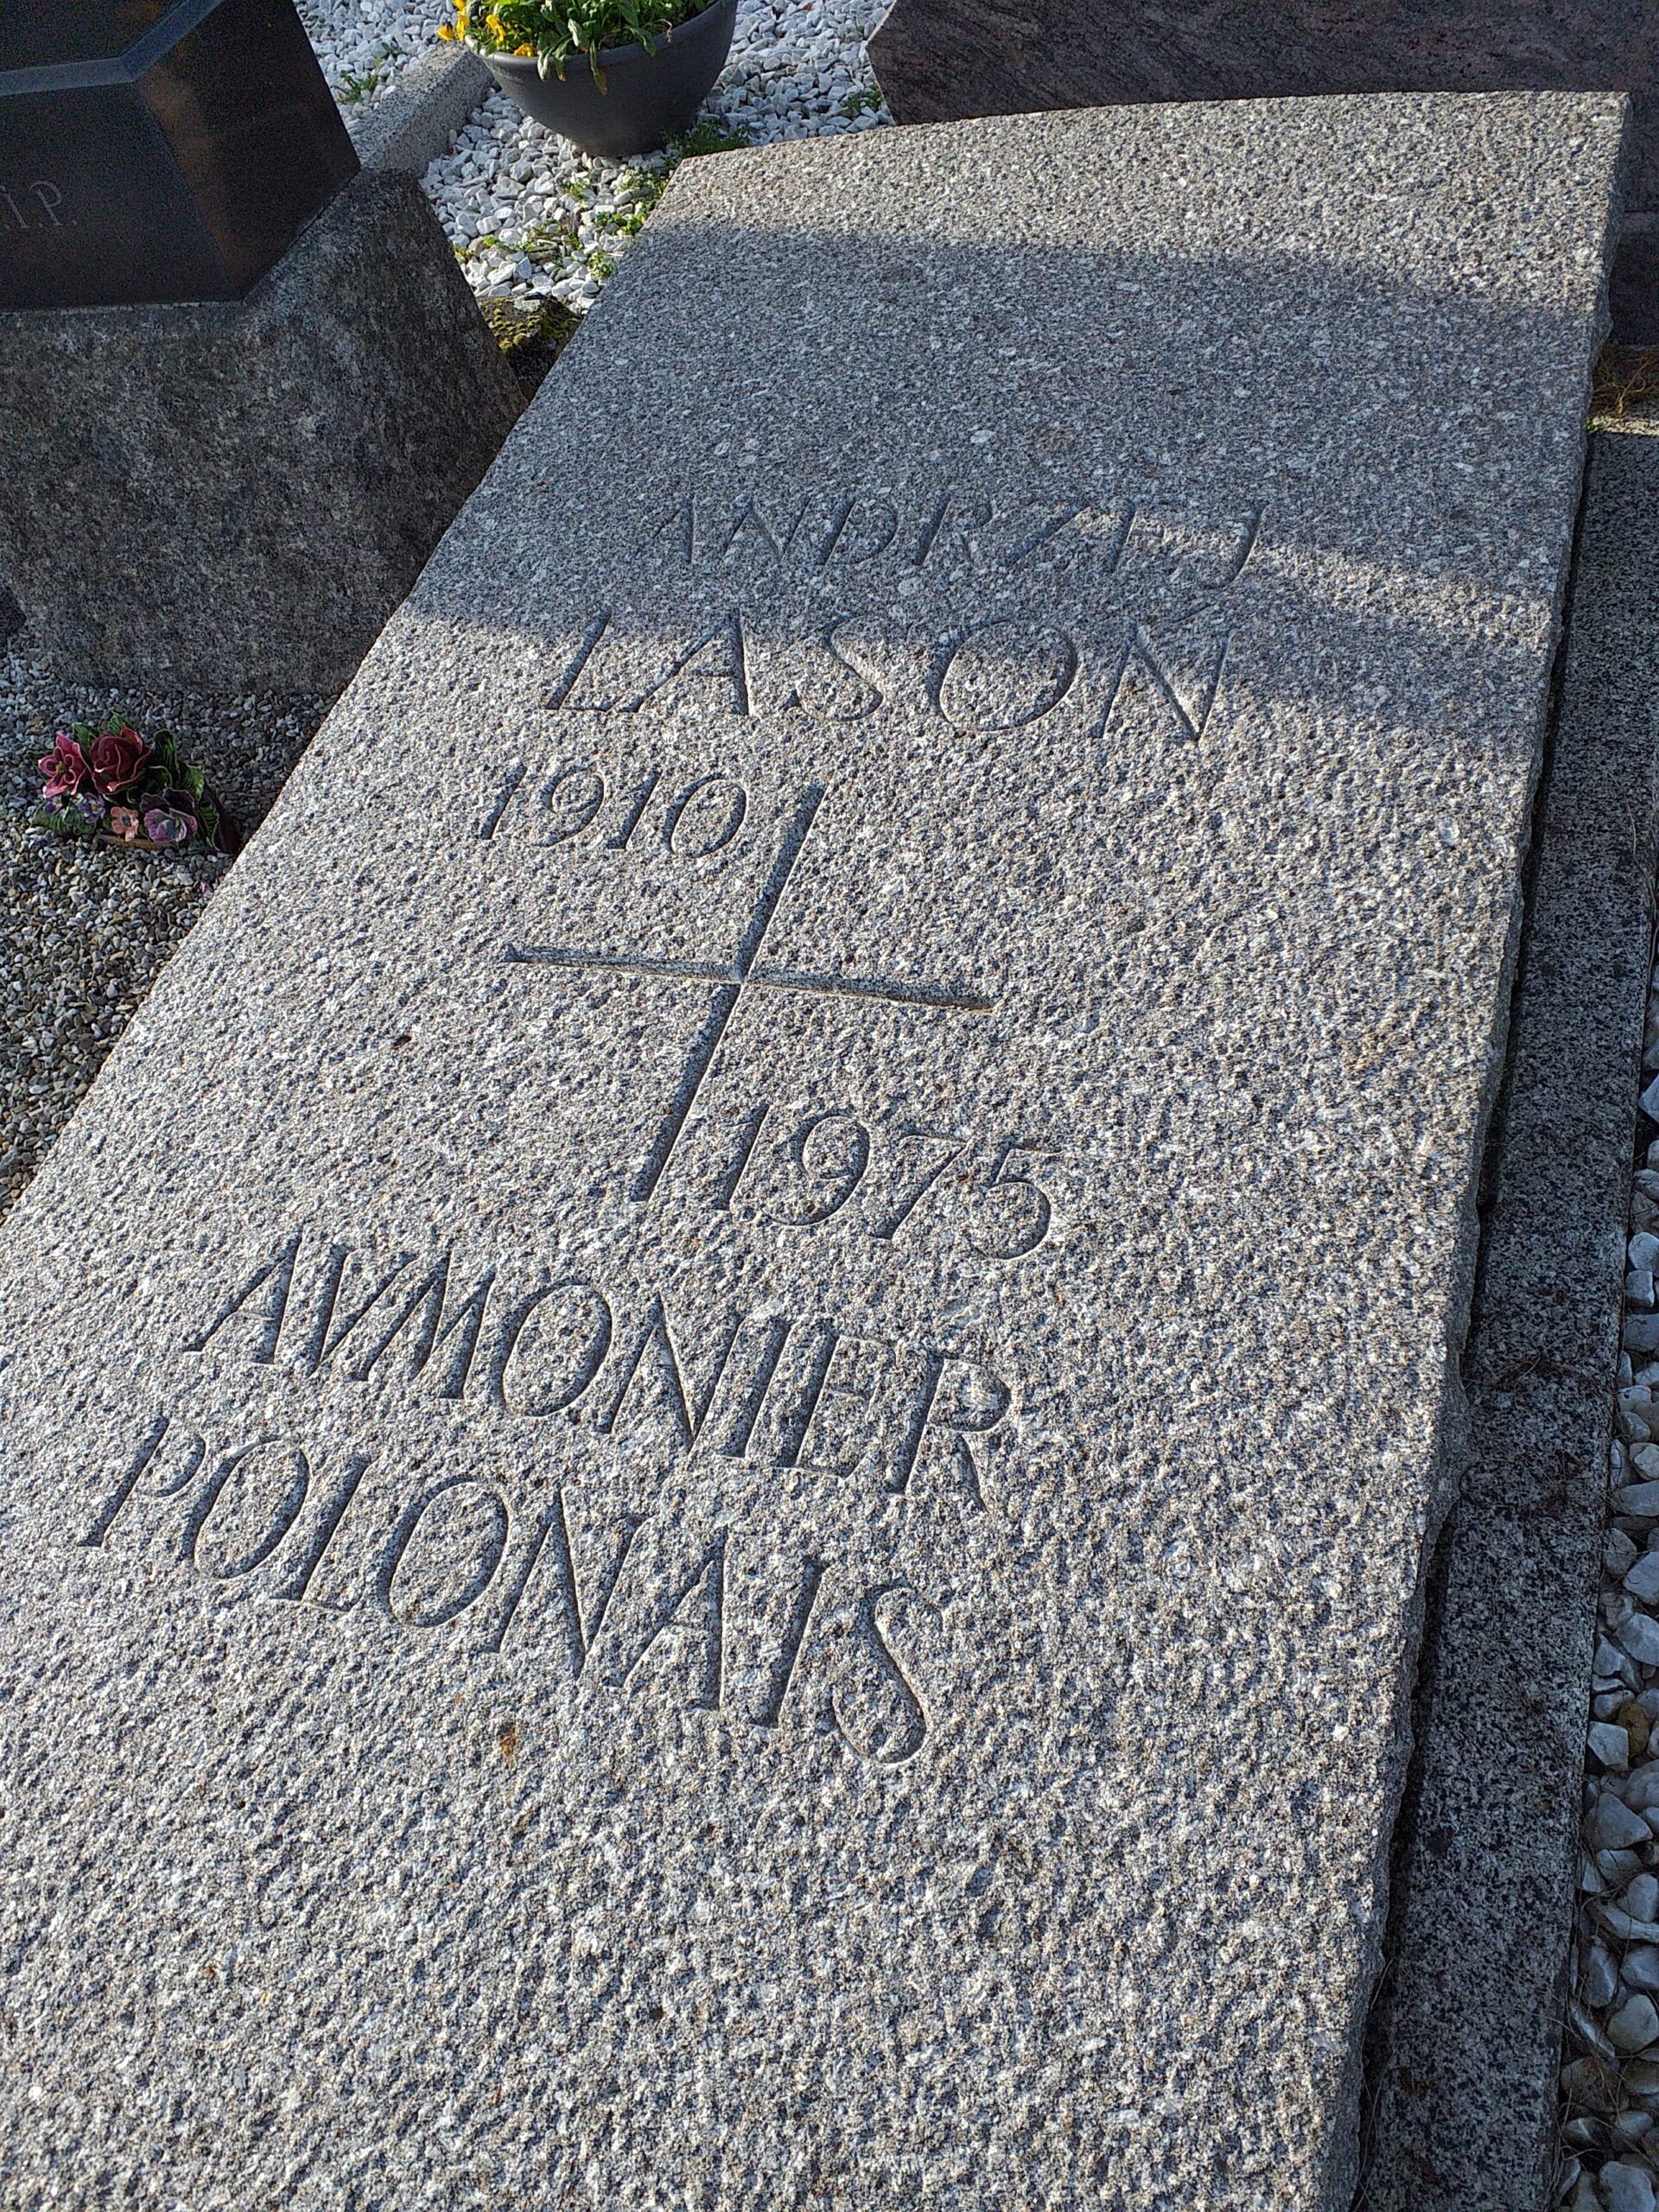 .I.P.
ANDRZEJ
LASOŃ
1910
1975
AVMONIER
POLONAIS